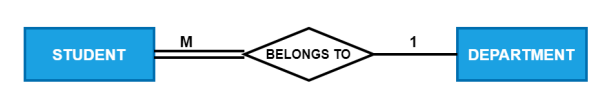 STUDENT
M
BELONGS TO
1
DEPARTMENT